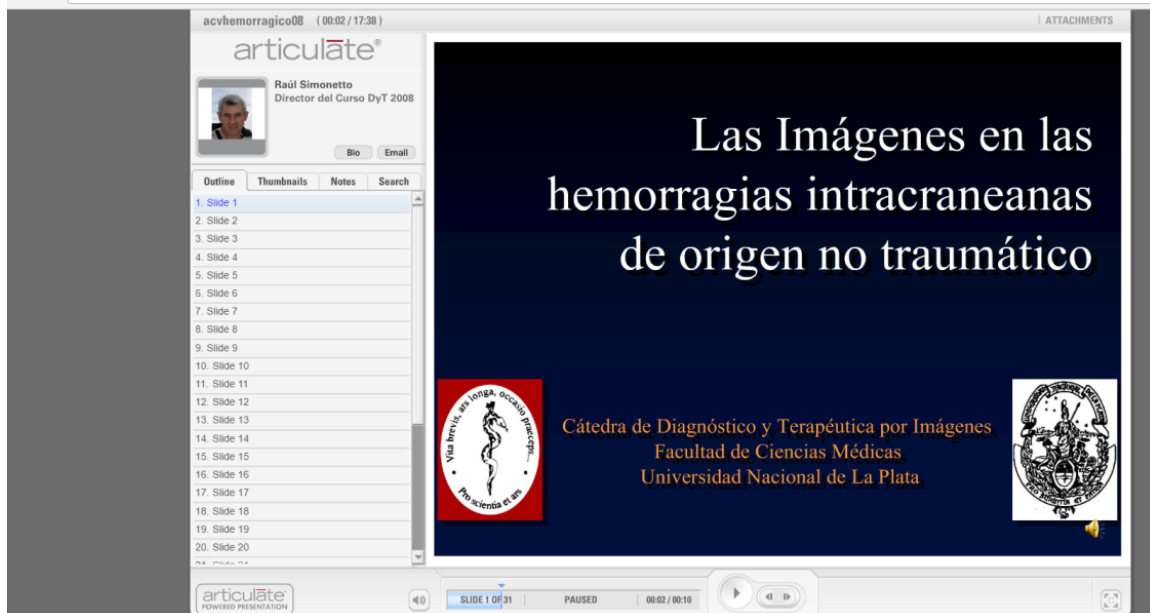 acvhemorragico08 ( 00:02 / 17:38 )
ATTACHMENTS
articulate®
Raúl Simonetto
Director del Curso DyT 2008
Bio Email
Outline Thumbnails Notes Search
1. Slide 1
2. Slide 2
3. Slide 3
4. Slide 4
5. Slide 5
6. Slide 6
7. Slide 7
8. Slide 8
9. Slide 9
10. Slide 10
11. Slide 11
12. Slide 12
13. Slide 13
14. Slide 14
15. Slide 15
16. Slide 16
17. Slide 17
18. Slide 18
19. Slide 19
20. Slide 20
21. Slide 21
Las Imágenes en las
hemorragias intracraneanas
de origen no traumático
Vita brevis, ars longa, occasio praeceps...
Pro scientia et ars
Cátedra de Diagnóstico y Terapéutica por Imágenes
Facultad de Ciencias Médicas
Universidad Nacional de La Plata
articulate
POWERED PRESENTATION
SLIDE 1 OF 31 PAUSED 00:02 / 00:10